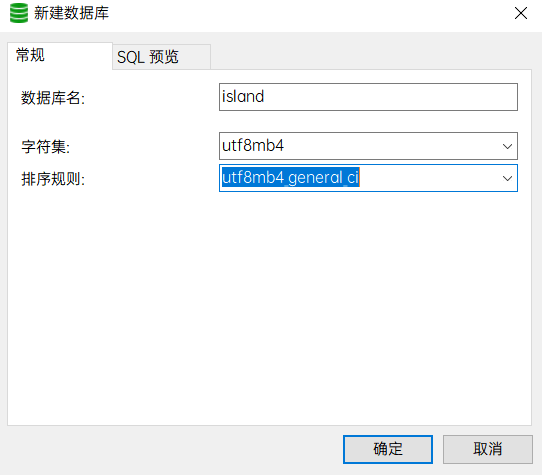 新建数据库
常规
SQL 预览
数据库名: island
字符集: utf8mb4
排序规则: utf8mb4_general_ci
确定 取消